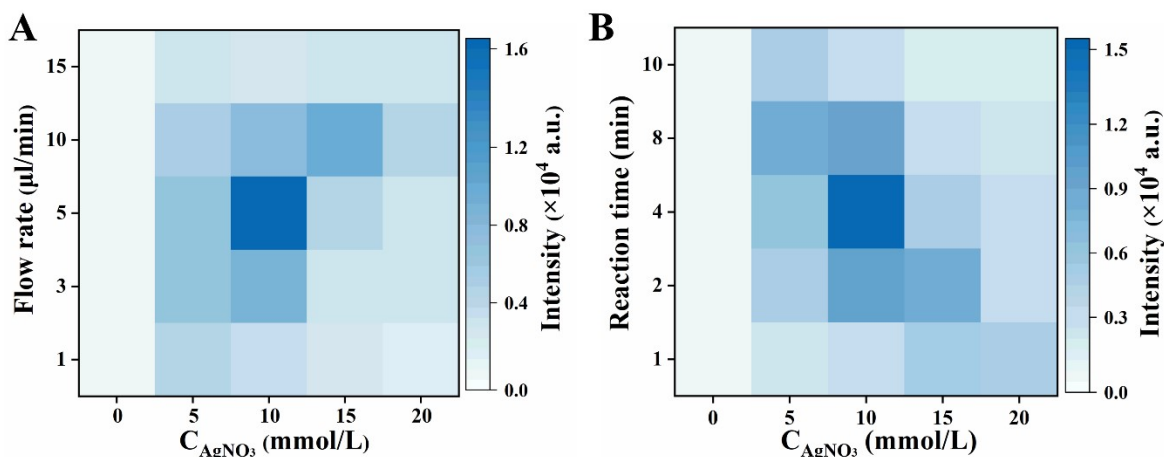 A
Flow rate (μl/min)
15
10
5
3
1
0 5 10 15 20
C_AgNO₃ (mmol/L)
1.6
1.2
0.8
0.4
0.0
Intensity (×10⁴ a.u.)
B
Reaction time (min)
10
8
4
2
1
0 5 10 15 20
C_AgNO₃ (mmol/L)
1.5
1.2
0.9
0.6
0.3
0.0
Intensity (×10⁴ a.u.)